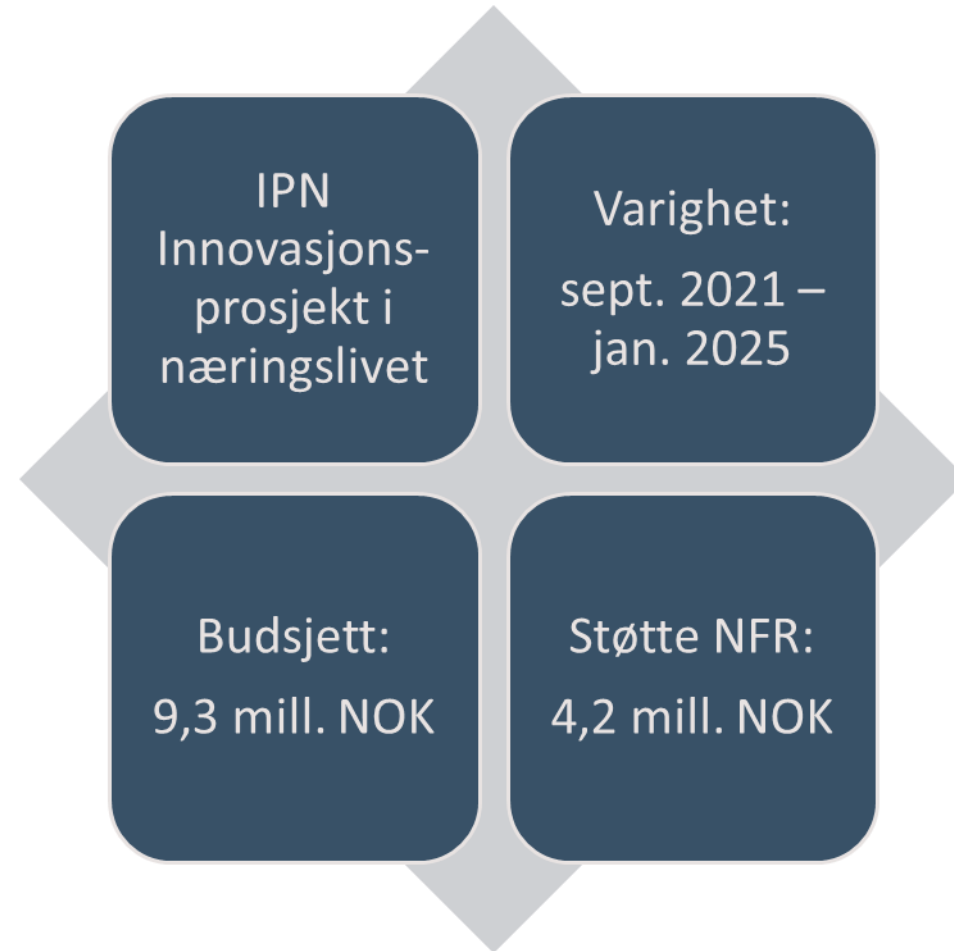 IPN
Innovasjons-
prosjekt i
næringslivet
Varighet:
sept. 2021 –
jan. 2025
Budsjett:
9,3 mill. NOK
Støtte NFR:
4,2 mill. NOK